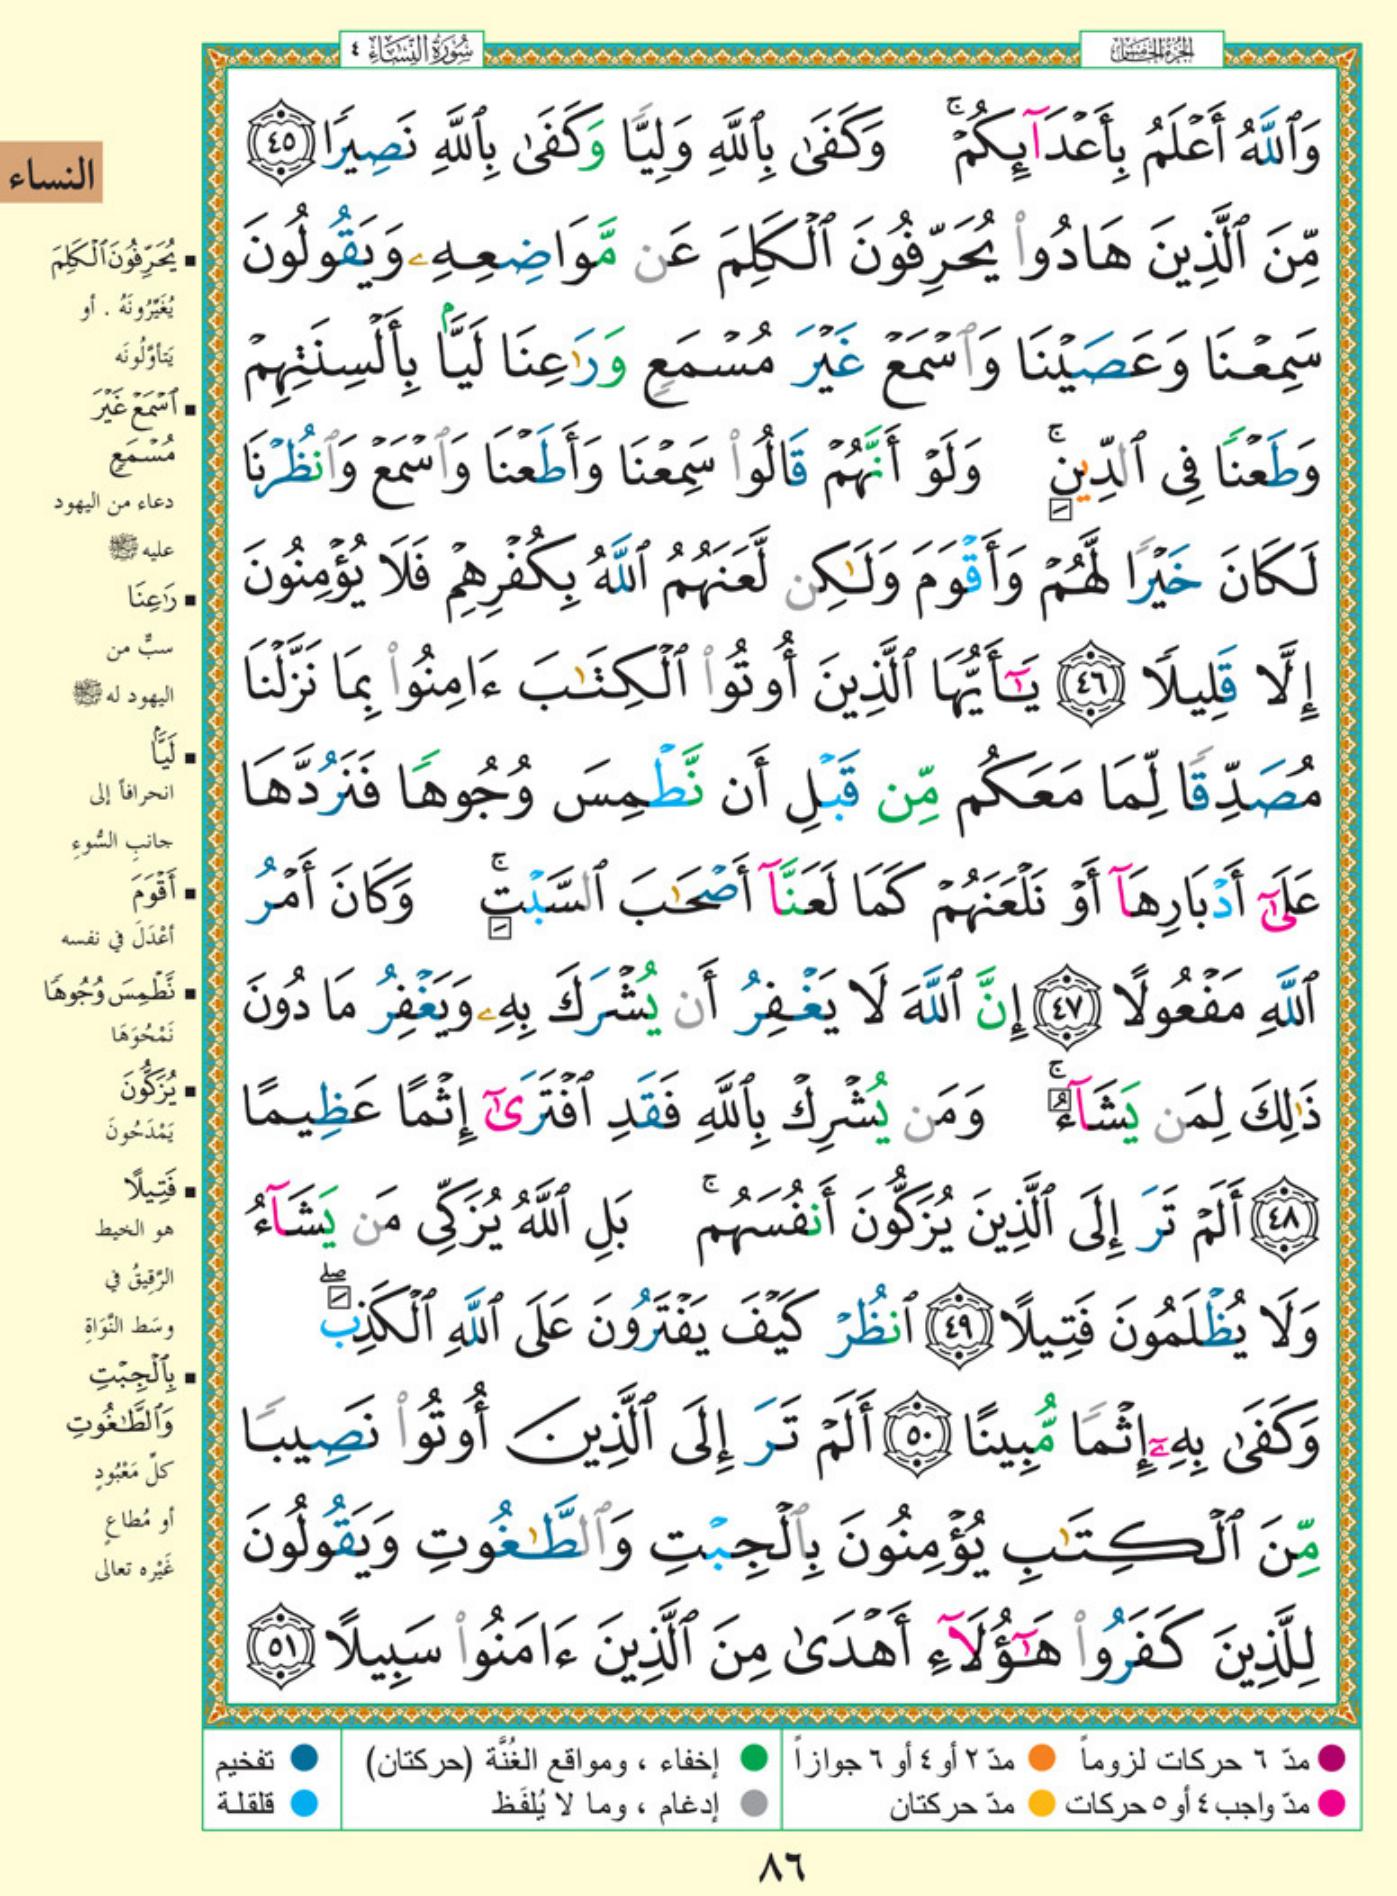 الجزء الخامس
سُورَةُ النِّسَاءِ ٤
وَٱللَّهُ أَعْلَمُ بِأَعْدَآئِكُمْ ۚ وَكَفَىٰ بِٱللَّهِ وَلِيًّا وَكَفَىٰ بِٱللَّهِ نَصِيرًا ٤٥
مِّنَ ٱلَّذِينَ هَادُوا۟ يُحَرِّفُونَ ٱلْكَلِمَ عَن مَّوَاضِعِهِۦ وَيَقُولُونَ
سَمِعْنَا وَعَصَيْنَا وَٱسْمَعْ غَيْرَ مُسْمَعٍ وَرَٰعِنَا لَيًّۢا بِأَلْسِنَتِهِمْ
وَطَعْنًا فِى ٱلدِّينِ ۚ وَلَوْ أَنَّهُمْ قَالُوا۟ سَمِعْنَا وَأَطَعْنَا وَٱسْمَعْ وَٱنظُرْنَا
لَكَانَ خَيْرًا لَّهُمْ وَأَقْوَمَ وَلَـٰكِن لَّعَنَهُمُ ٱللَّهُ بِكُفْرِهِمْ فَلَا يُؤْمِنُونَ
إِلَّا قَلِيلًا ٤٦ يَـٰٓأَيُّهَا ٱلَّذِينَ أُوتُوا۟ ٱلْكِتَـٰبَ ءَامِنُوا۟ بِمَا نَزَّلْنَا
مُصَدِّقًا لِّمَا مَعَكُم مِّن قَبْلِ أَن نَّطْمِسَ وُجُوهًا فَنَرُدَّهَا
عَلَىٰٓ أَدْبَارِهَآ أَوْ نَلْعَنَهُمْ كَمَا لَعَنَّآ أَصْحَـٰبَ ٱلسَّبْتِ ۚ وَكَانَ أَمْرُ
ٱللَّهِ مَفْعُولًا ٤٧ إِنَّ ٱللَّهَ لَا يَغْفِرُ أَن يُشْرَكَ بِهِۦ وَيَغْفِرُ مَا دُونَ
ذَٰلِكَ لِمَن يَشَآءُ ۚ وَمَن يُشْرِكْ بِٱللَّهِ فَقَدِ ٱفْتَرَىٰٓ إِثْمًا عَظِيمًا
٤٨ أَلَمْ تَرَ إِلَى ٱلَّذِينَ يُزَكُّونَ أَنفُسَهُم ۚ بَلِ ٱللَّهُ يُزَكِّى مَن يَشَآءُ
وَلَا يُظْلَمُونَ فَتِيلًا ٤٩ ٱنظُرْ كَيْفَ يَفْتَرُونَ عَلَى ٱللَّهِ ٱلْكَذِبَ ۖ
وَكَفَىٰ بِهِۦٓ إِثْمًا مُّبِينًا ٥٠ أَلَمْ تَرَ إِلَى ٱلَّذِينَ أُوتُوا۟ نَصِيبًا
مِّنَ ٱلْكِتَـٰبِ يُؤْمِنُونَ بِٱلْجِبْتِ وَٱلطَّـٰغُوتِ وَيَقُولُونَ
لِلَّذِينَ كَفَرُوا۟ هَـٰٓؤُلَآءِ أَهْدَىٰ مِنَ ٱلَّذِينَ ءَامَنُوا۟ سَبِيلًا ٥١
النساء
يُحَرِّفُونَ ٱلْكَلِمَ
يُغَيِّرُونَهُ . أو
يَتَأوَّلُونَه
ٱسْمَعْ غَيْرَ
مُسْمَعٍ
دعاء من اليهود
عليه ﷺ
رَٰعِنَا
سبٌّ من
اليهود له ﷺ
لَيًّۢا
انحرافاً إلى
جانبِ السُّوءِ
أَقْوَمَ
أعْدَلَ في نفسه
نَّطْمِسَ وُجُوهًا
نَمْحُوَهَا
يُزَكُّونَ
يَمْدَحُونَ
فَتِيلًا
هو الخيط
الرَّقِيقُ في
وسَط النَّوَاةِ
بِٱلْجِبْتِ
وَٱلطَّـٰغُوتِ
كلِّ مَعْبُودٍ
أو مُطاعٍ
غَيْره تعالى
مدّ ٦ حركات لزوماً مدّ ٢ أو ٤ أو ٦ جوازاً إخفاء ، ومواقع الغُنَّة (حركتان) تفخيم
مدّ واجب ٤ أو ٥ حركات مدّ حركتان إدغام ، وما لا يُلفَظ قلقلة
٨٦